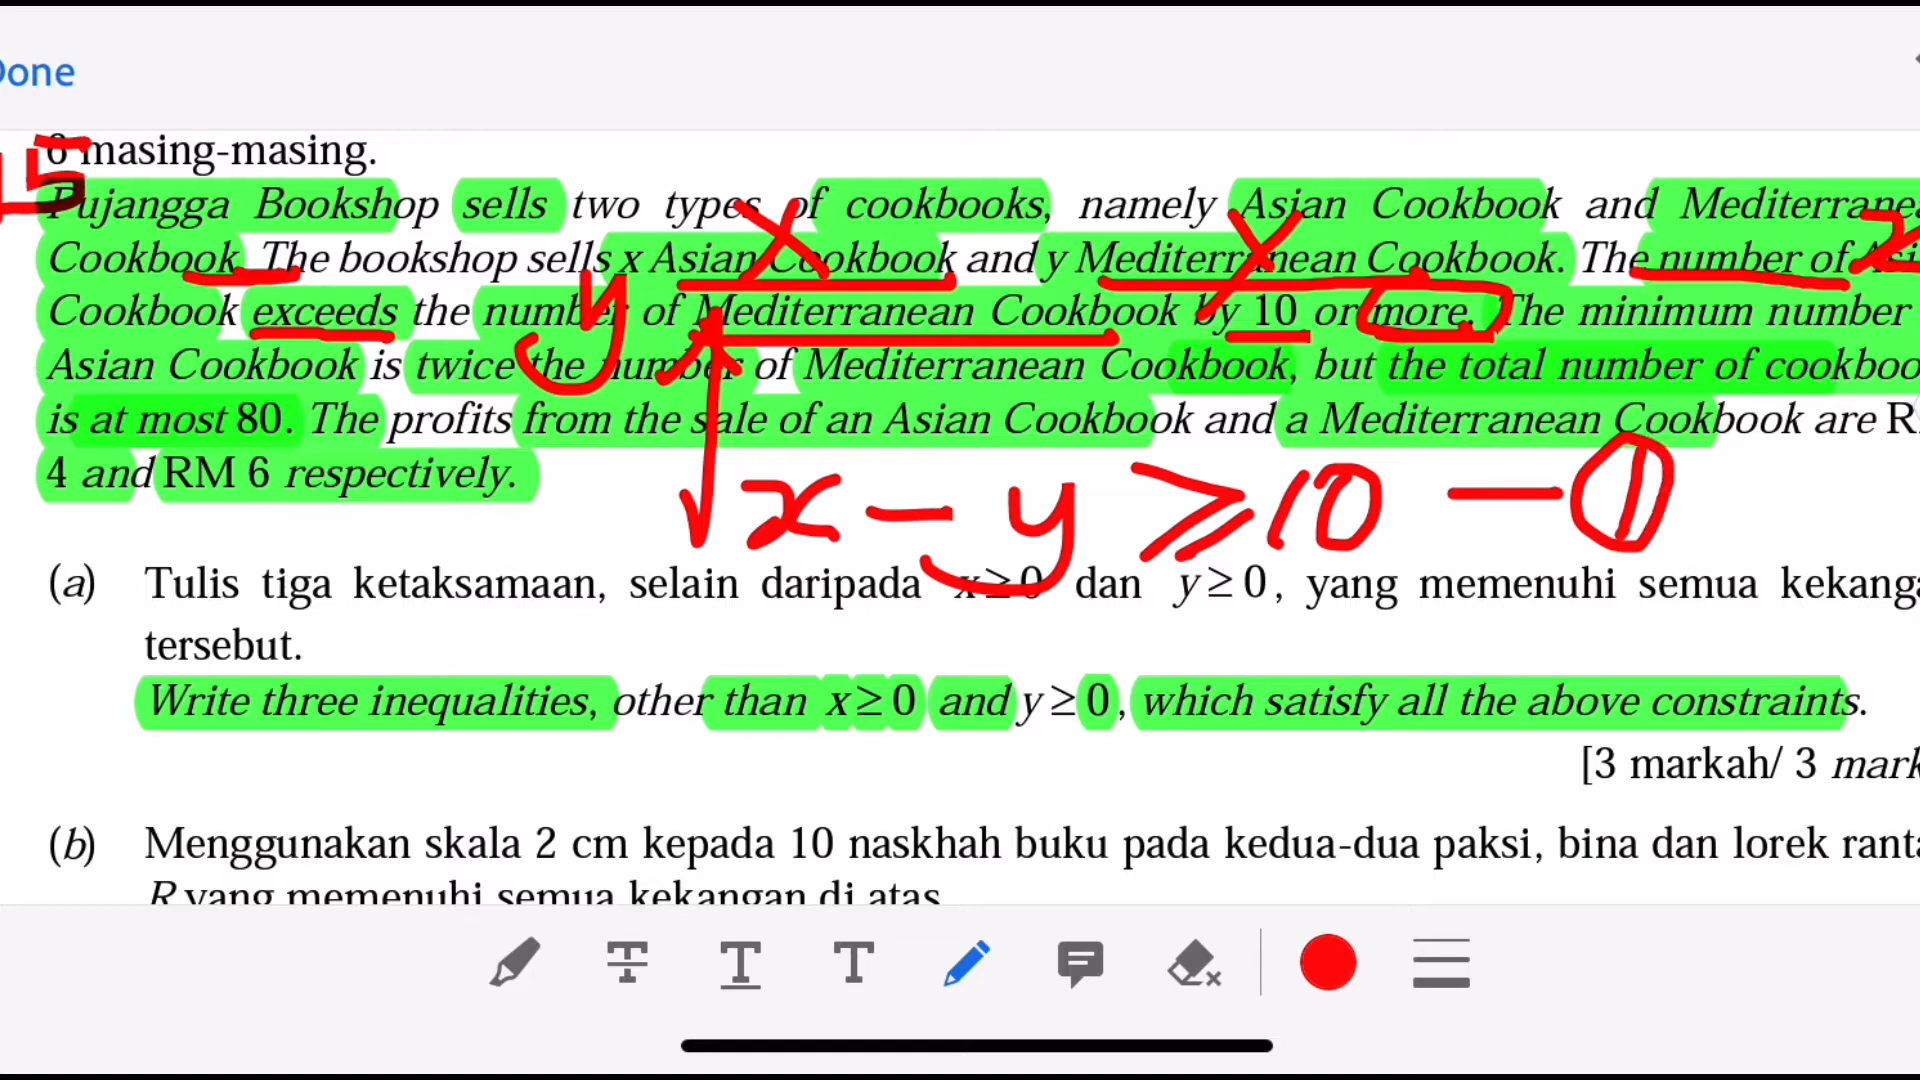 Done
6 masing-masing.
15
Pujangga Bookshop sells two types of cookbooks, namely Asian Cookbook and
Cookbook. The bookshop sells x Asian Cookbook and y Mediterranean Cookbook. The number of
Cookbook exceeds the number of Mediterranean Cookbook by 10 or more. The minimum number
Asian Cookbook is twice the number of Mediterranean Cookbook, but the total number of
is at most 80. The profits from the sale of an Asian Cookbook and a Mediterranean Cookbook are
4 and RM 6 respectively.
x
y
x
y
x - y ≥ 10 — ①
(a) Tulis tiga ketaksamaan, selain daripada x ≥ 0 dan y ≥ 0, yang memenuhi semua
tersebut.
Write three inequalities, other than x ≥ 0 and y ≥ 0, which satisfy all the above constraints.
[3 markah/ 3
(b) Menggunakan skala 2 cm kepada 10 naskhah buku pada kedua-dua paksi, bina dan lorek
R yang memenuhi semua kekangan di atas